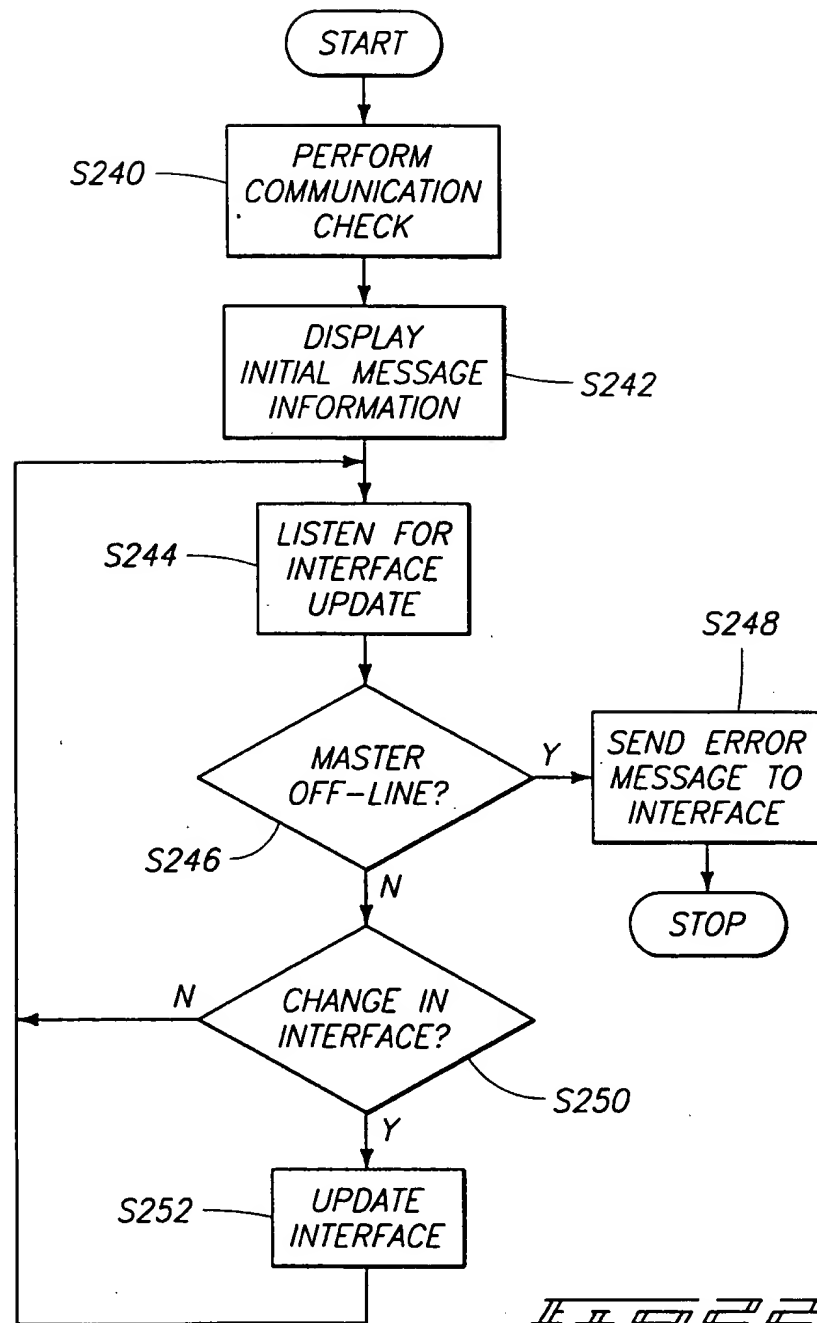 START
S240
PERFORM
COMMUNICATION
CHECK
DISPLAY
INITIAL MESSAGE
INFORMATION
S242
S244
LISTEN FOR
INTERFACE
UPDATE
S248
MASTER
OFF-LINE?
Y
SEND ERROR
MESSAGE TO
INTERFACE
S246
N
STOP
N
CHANGE IN
INTERFACE?
S250
Y
S252
UPDATE
INTERFACE